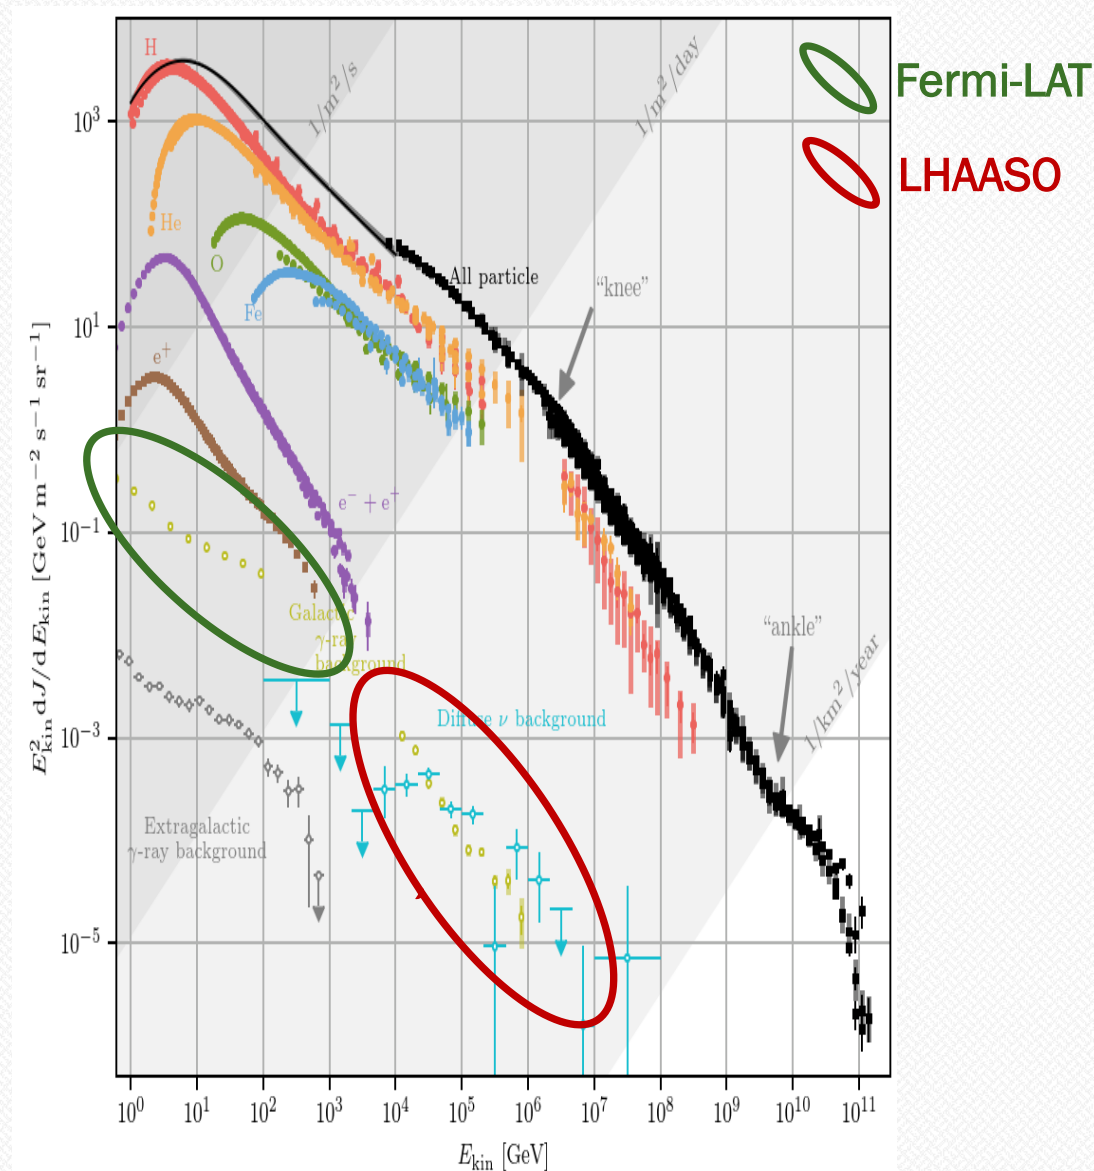 Fermi-LAT
LHAASO
H
He
O
Fe
e⁺
e⁻ + e⁺
1/m²/s
1/m²/day
1/km²/year
All particle
“knee”
“ankle”
Galactic
γ-ray
background
Diffuse ν background
Extragalactic
γ-ray background
10³
10¹
10⁻¹
10⁻³
10⁻⁵
E²kin dJ/dEkin [GeV m⁻² s⁻¹ sr⁻¹]
10⁰ 10¹ 10² 10³ 10⁴ 10⁵ 10⁶ 10⁷ 10⁸ 10⁹ 10¹⁰ 10¹¹
Ekin [GeV]